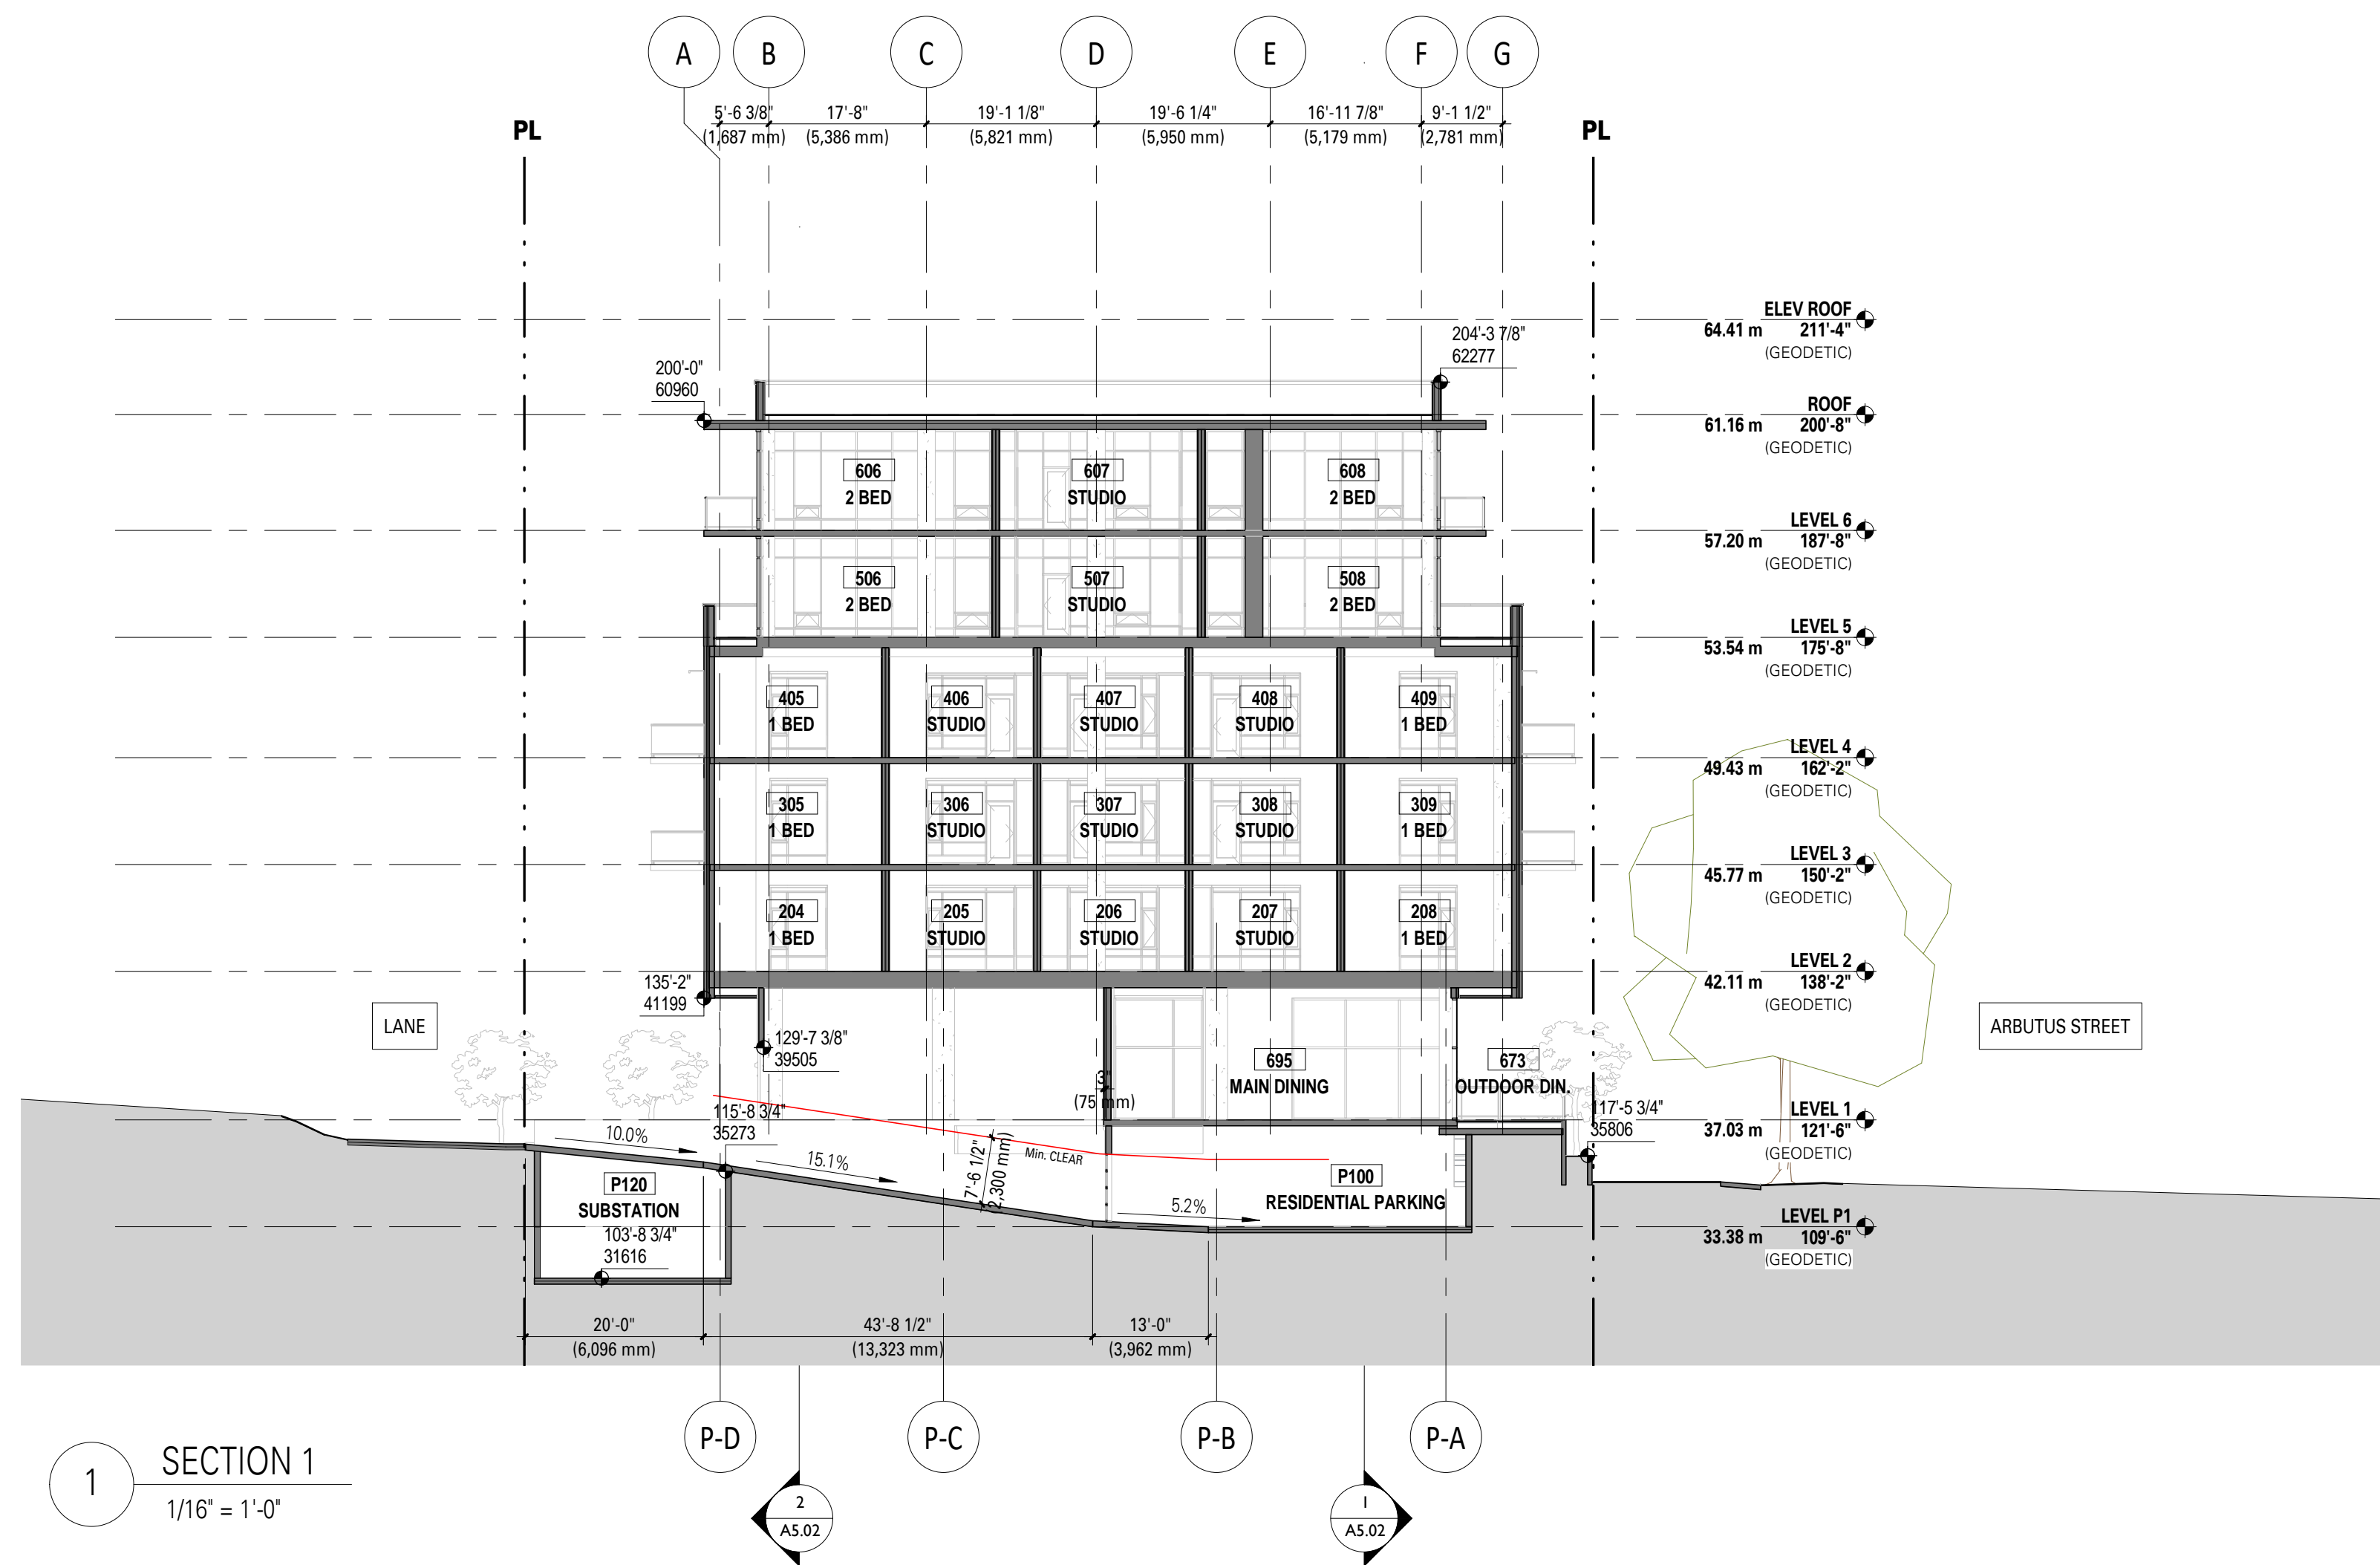 A B C D E F G
5'-6 3/8" 17'-8" 19'-1 1/8" 19'-6 1/4" 16'-11 7/8" 9'-1 1/2"
(1,687 mm) (5,386 mm) (5,821 mm) (5,950 mm) (5,179 mm) (2,781 mm)
PL PL
ELEV ROOF
64.41 m 211'-4"
(GEODETIC)
204'-3 7/8"
62277
200'-0"
60960
ROOF
61.16 m 200'-8"
(GEODETIC)
606 607 608
2 BED STUDIO 2 BED
LEVEL 6
57.20 m 187'-8"
(GEODETIC)
506 507 508
2 BED STUDIO 2 BED
LEVEL 5
53.54 m 175'-8"
(GEODETIC)
405 406 407 408 409
1 BED STUDIO STUDIO STUDIO 1 BED
LEVEL 4
49.43 m 162'-2"
(GEODETIC)
305 306 307 308 309
1 BED STUDIO STUDIO STUDIO 1 BED
LEVEL 3
45.77 m 150'-2"
(GEODETIC)
204 205 206 207 208
1 BED STUDIO STUDIO STUDIO 1 BED
LEVEL 2
42.11 m 138'-2"
(GEODETIC)
135'-2"
41199
LANE
ARBUTUS STREET
129'-7 3/8"
39505
695
MAIN DINING
673
OUTDOOR DIN.
3"
(75 mm)
115'-8 3/4"
35273
117'-5 3/4"
35806
LEVEL 1
37.03 m 121'-6"
(GEODETIC)
10.0%
15.1%
7'-6 1/2"
2,300 mm)
Min. CLEAR
P120
SUBSTATION
103'-8 3/4"
31616
P100
RESIDENTIAL PARKING
5.2%
LEVEL P1
33.38 m 109'-6"
(GEODETIC)
20'-0" 43'-8 1/2" 13'-0"
(6,096 mm) (13,323 mm) (3,962 mm)
P-D P-C P-B P-A
1
SECTION 1
1/16" = 1'-0"
2
A5.02
1
A5.02